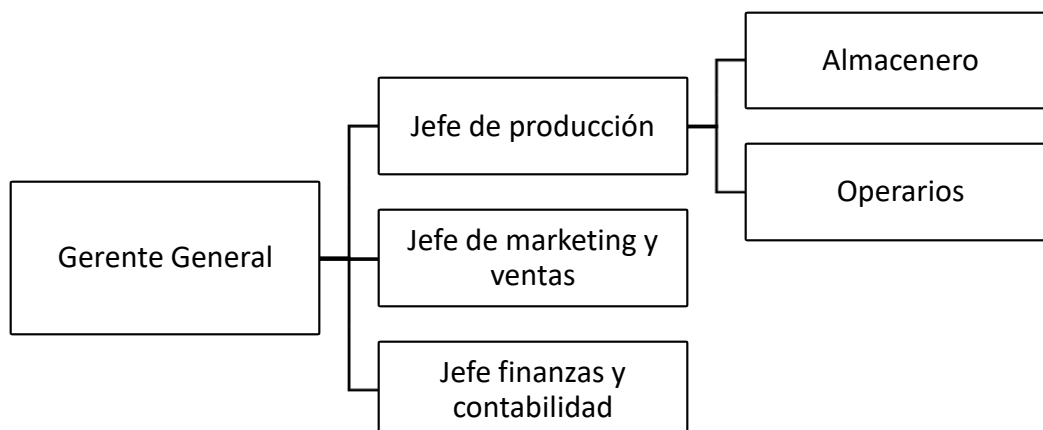 Almacenero
Jefe de producción
Operarios
Gerente General
Jefe de marketing y
ventas
Jefe finanzas y
contabilidad